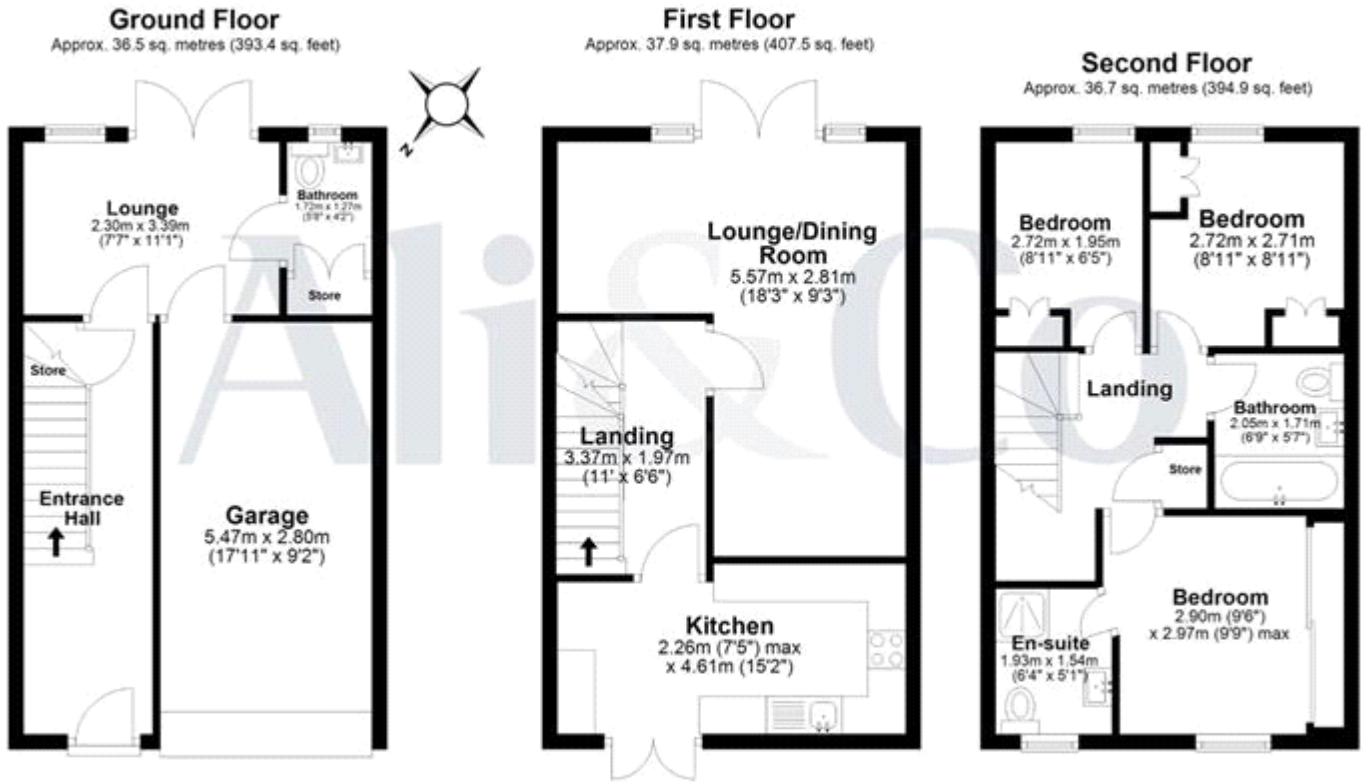 Ground Floor
Approx. 36.5 sq. metres (393.4 sq. feet)
Lounge
2.30m x 3.39m
(7'7" x 11'1")
Bathroom
1.72m x 1.27m
(5'8" x 4'2")
Store
Store
Entrance
Hall
Garage
5.47m x 2.80m
(17'11" x 9'2")
N
First Floor
Approx. 37.9 sq. metres (407.5 sq. feet)
Lounge/Dining
Room
5.57m x 2.81m
(18'3" x 9'3")
Landing
3.37m x 1.97m
(11' x 6'6")
Kitchen
2.26m (7'5") max
x 4.61m (15'2")
Second Floor
Approx. 36.7 sq. metres (394.9 sq. feet)
Bedroom
2.72m x 1.95m
(8'11" x 6'5")
Bedroom
2.72m x 2.71m
(8'11" x 8'11")
Landing
Bathroom
2.05m x 1.71m
(6'9" x 5'7")
Store
Bedroom
2.90m (9'6")
x 2.97m (9'9") max
En-suite
1.93m x 1.54m
(6'4" x 5'1")
Ali&Co